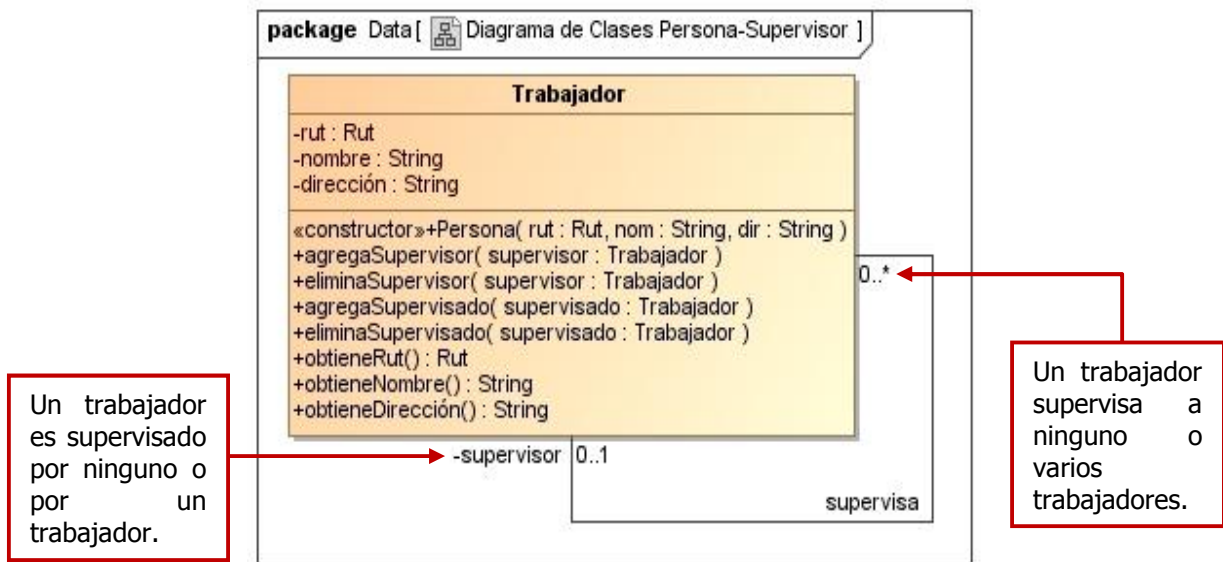 package Data [ Diagrama de Clases Persona-Supervisor ]
Trabajador
-rut : Rut
-nombre : String
-dirección : String
«constructor»+Persona( rut : Rut, nom : String, dir : String )
+agregaSupervisor( supervisor : Trabajador )
+eliminaSupervisor( supervisor : Trabajador )
+agregaSupervisado( supervisado : Trabajador )
+eliminaSupervisado( supervisado : Trabajador )
+obtieneRut() : Rut
+obtieneNombre() : String
+obtieneDirección() : String
0..*
-supervisor 0..1
supervisa
Un trabajador
es supervisado
por ninguno o
por un
trabajador.
Un trabajador
supervisa a
ninguno o
varios
trabajadores.